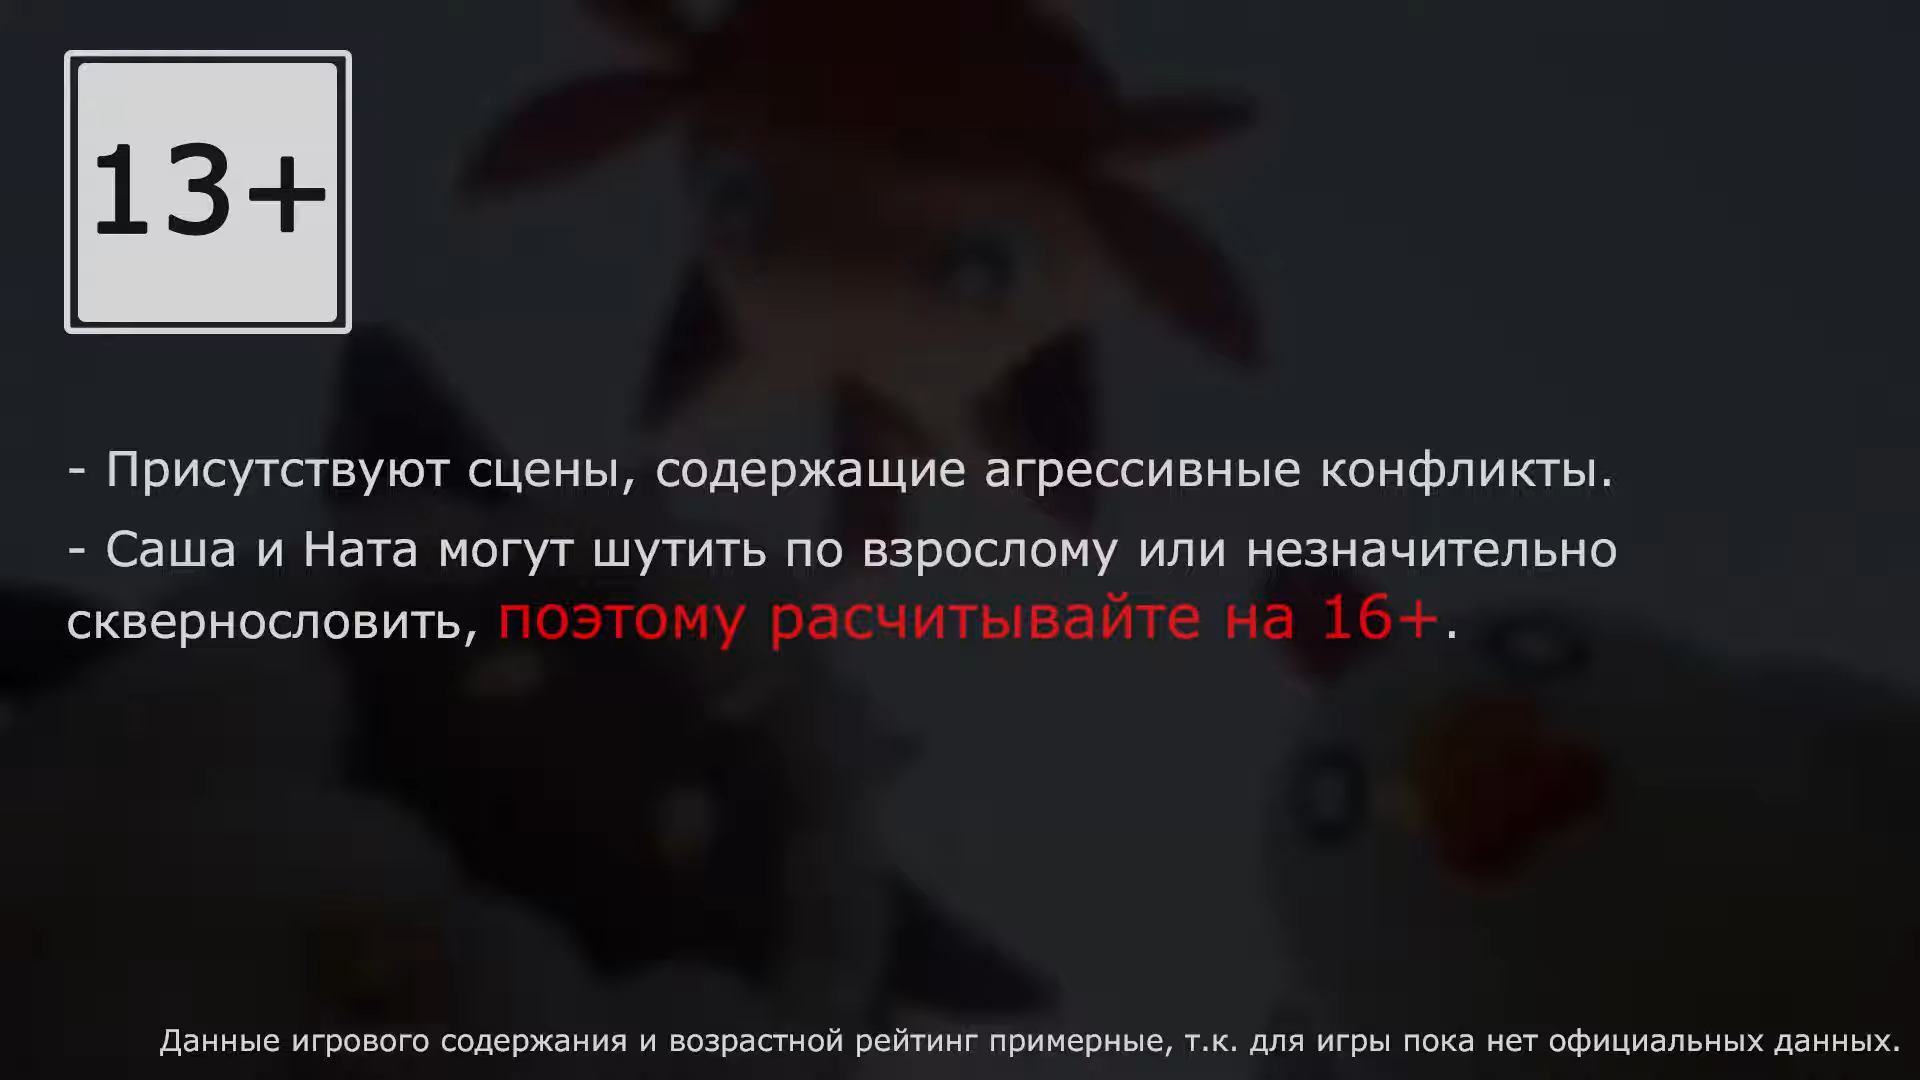 13+
- Присутствуют сцены, содержащие агрессивные конфликты.
- Саша и Ната могут шутить по взрослому или незначительно
сквернословить, поэтому расчитывайте на 16+.
Данные игрового содержания и возрастной рейтинг примерные, т.к. для игры пока нет официальных данных.